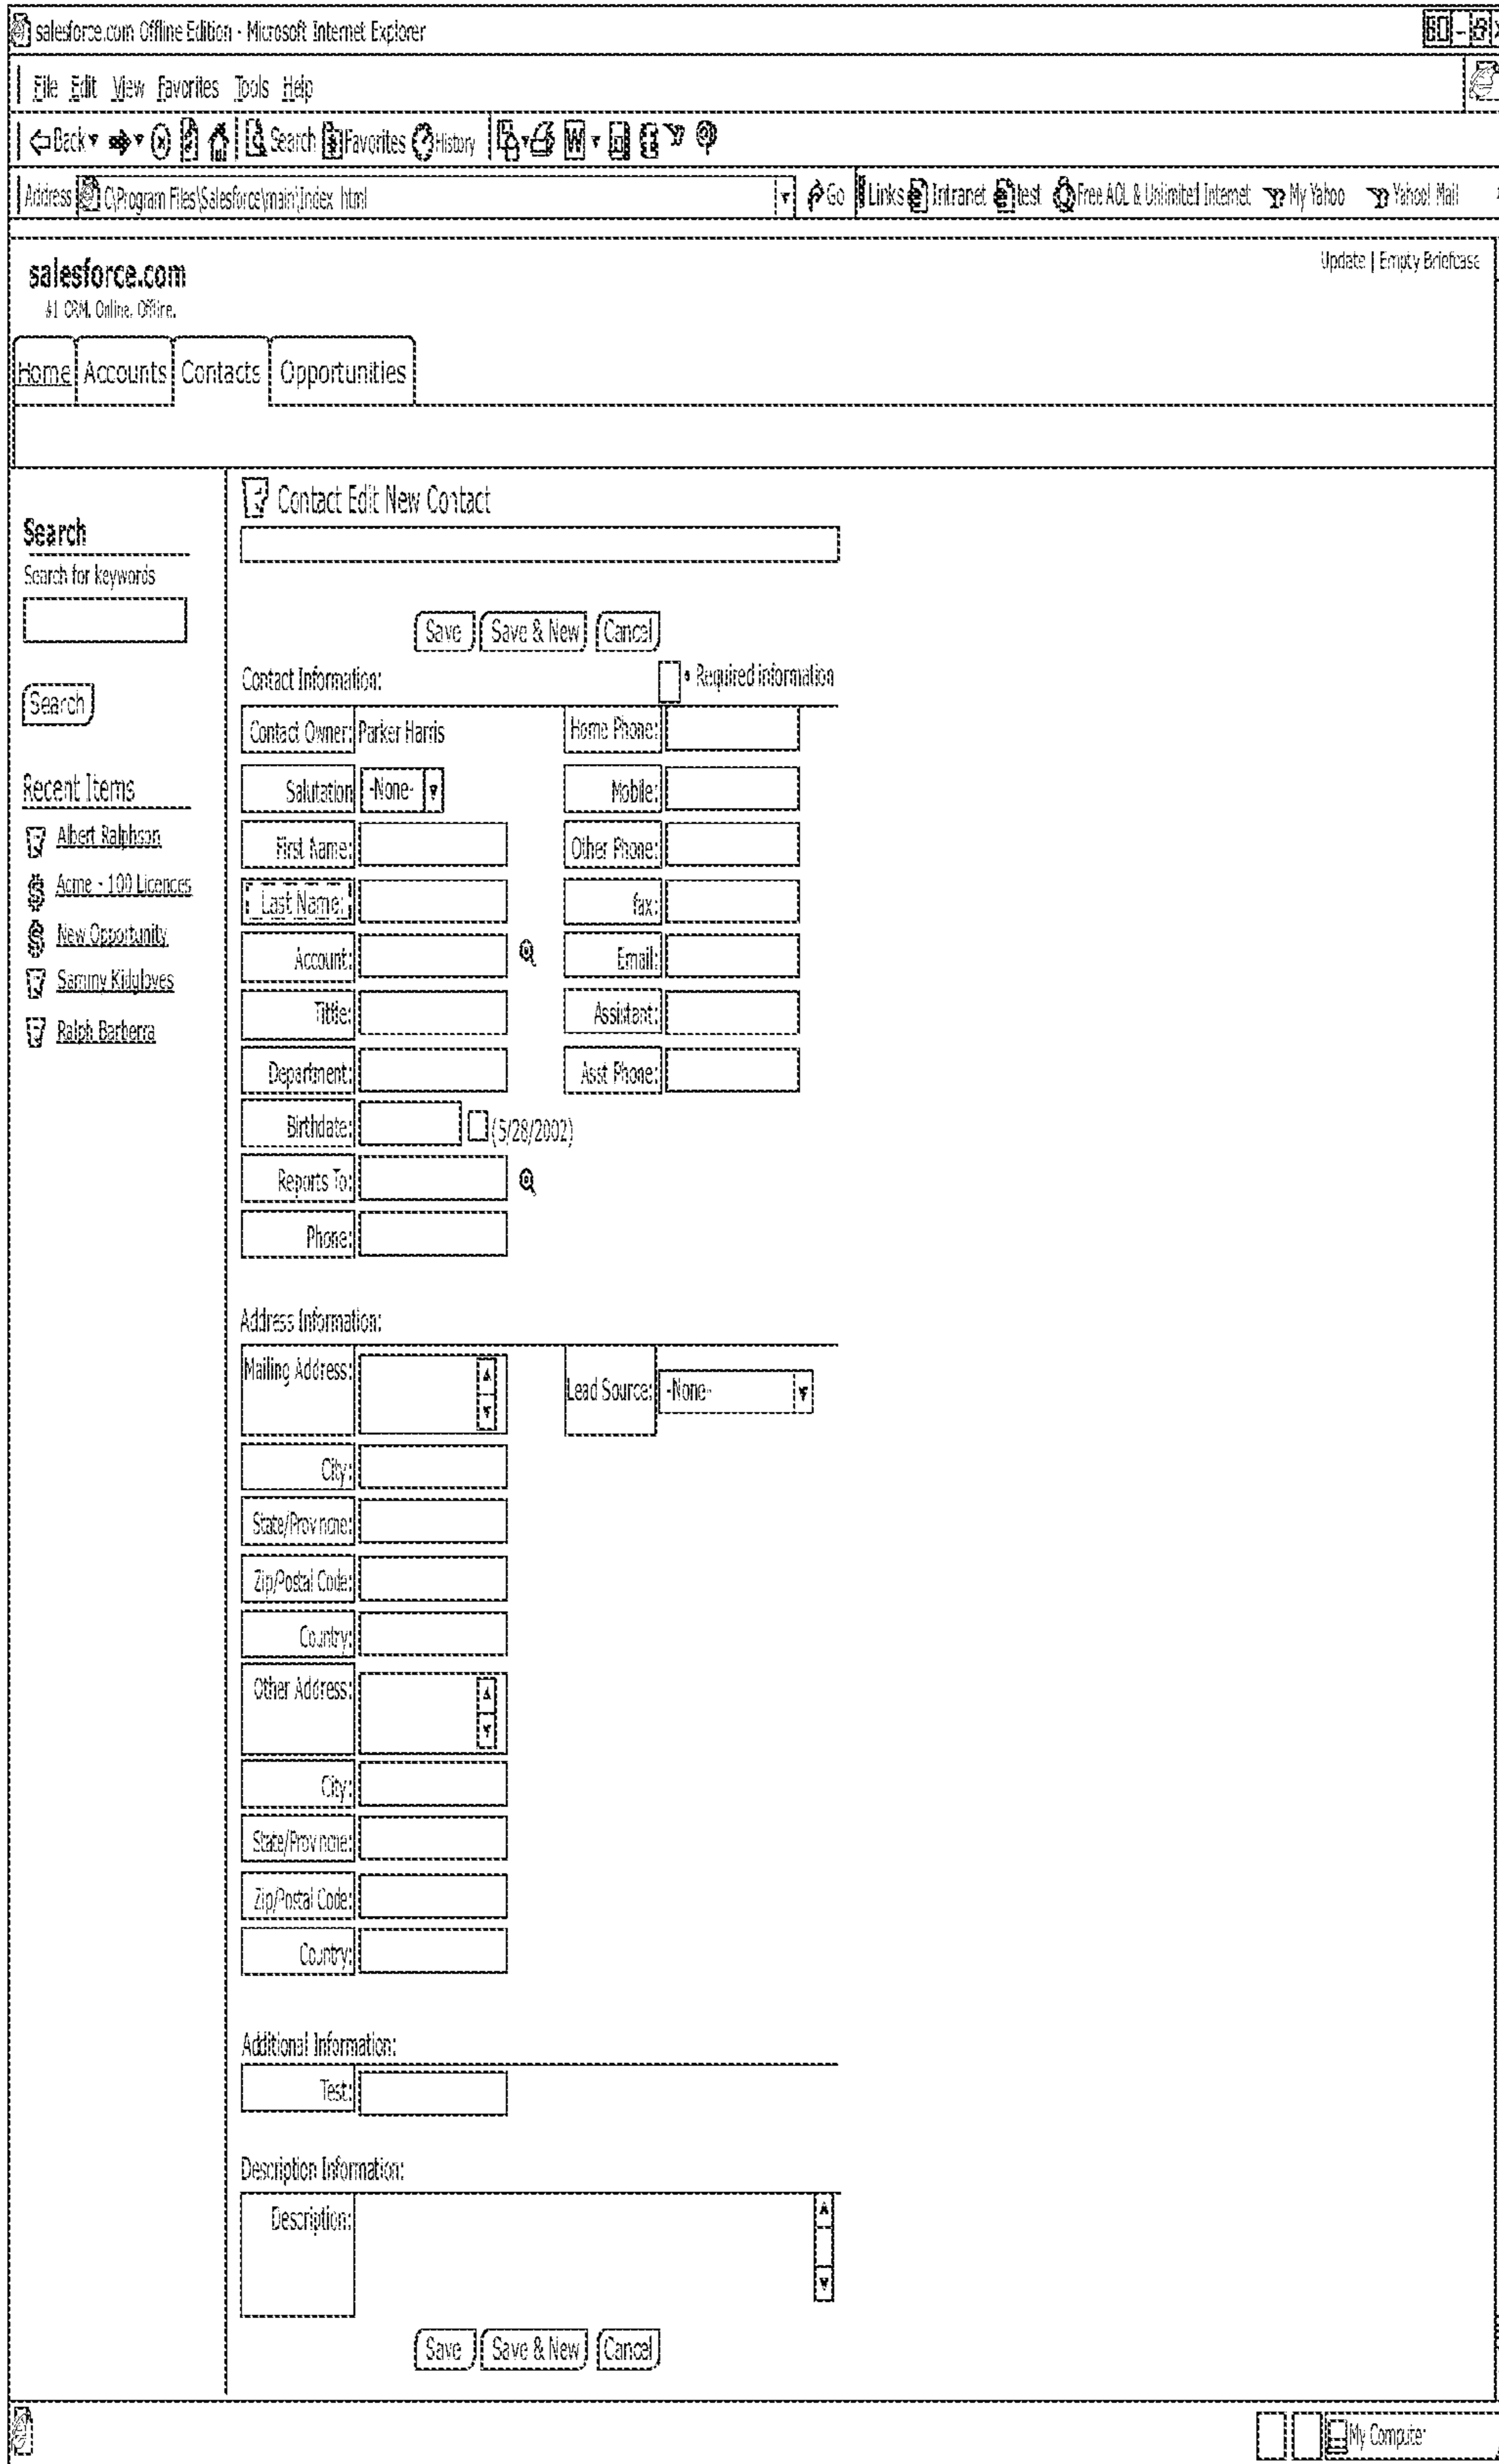 salesforce.com Offline Edition - Microsoft Internet Explorer
File Edit View Favorites Tools Help
Back Search Favorites History W
Address C:\Program Files\Salesforce\main\Index html Go Links Intranet test Free AOL & Unlimited Internet My Yahoo Yahoo! Mail
Update | Empty Briefcase
salesforce.com
#1 CRM. Online. Offline.
Home Accounts Contacts Opportunities
Contact Edit New Contact
Search
Search for keywords
Search
Recent Items
Albert Ralphson
Acme - 100 Licences
New Opportunity
Sammy Kidgloves
Ralph Barberra
Save Save & New Cancel
Contact Information: • Required information
Contact Owner: Parker Harris Home Phone:
Salutation -None- Mobile:
First Name: Other Phone:
Last Name: fax:
Account: Email:
Tittle: Assistant:
Department: Asst Phone:
Birthdate: (5/28/2002)
Reports To:
Phone:
Address Information:
Mailing Address: Lead Source: -None-
City:
State/Provncne:
Zip/Postal Code:
Country:
Other Address:
City:
State/Provncne:
Zip/Postal Code:
Country:
Additional Information:
Test:
Description Information:
Description:
Save Save & New Cancel
My Computer